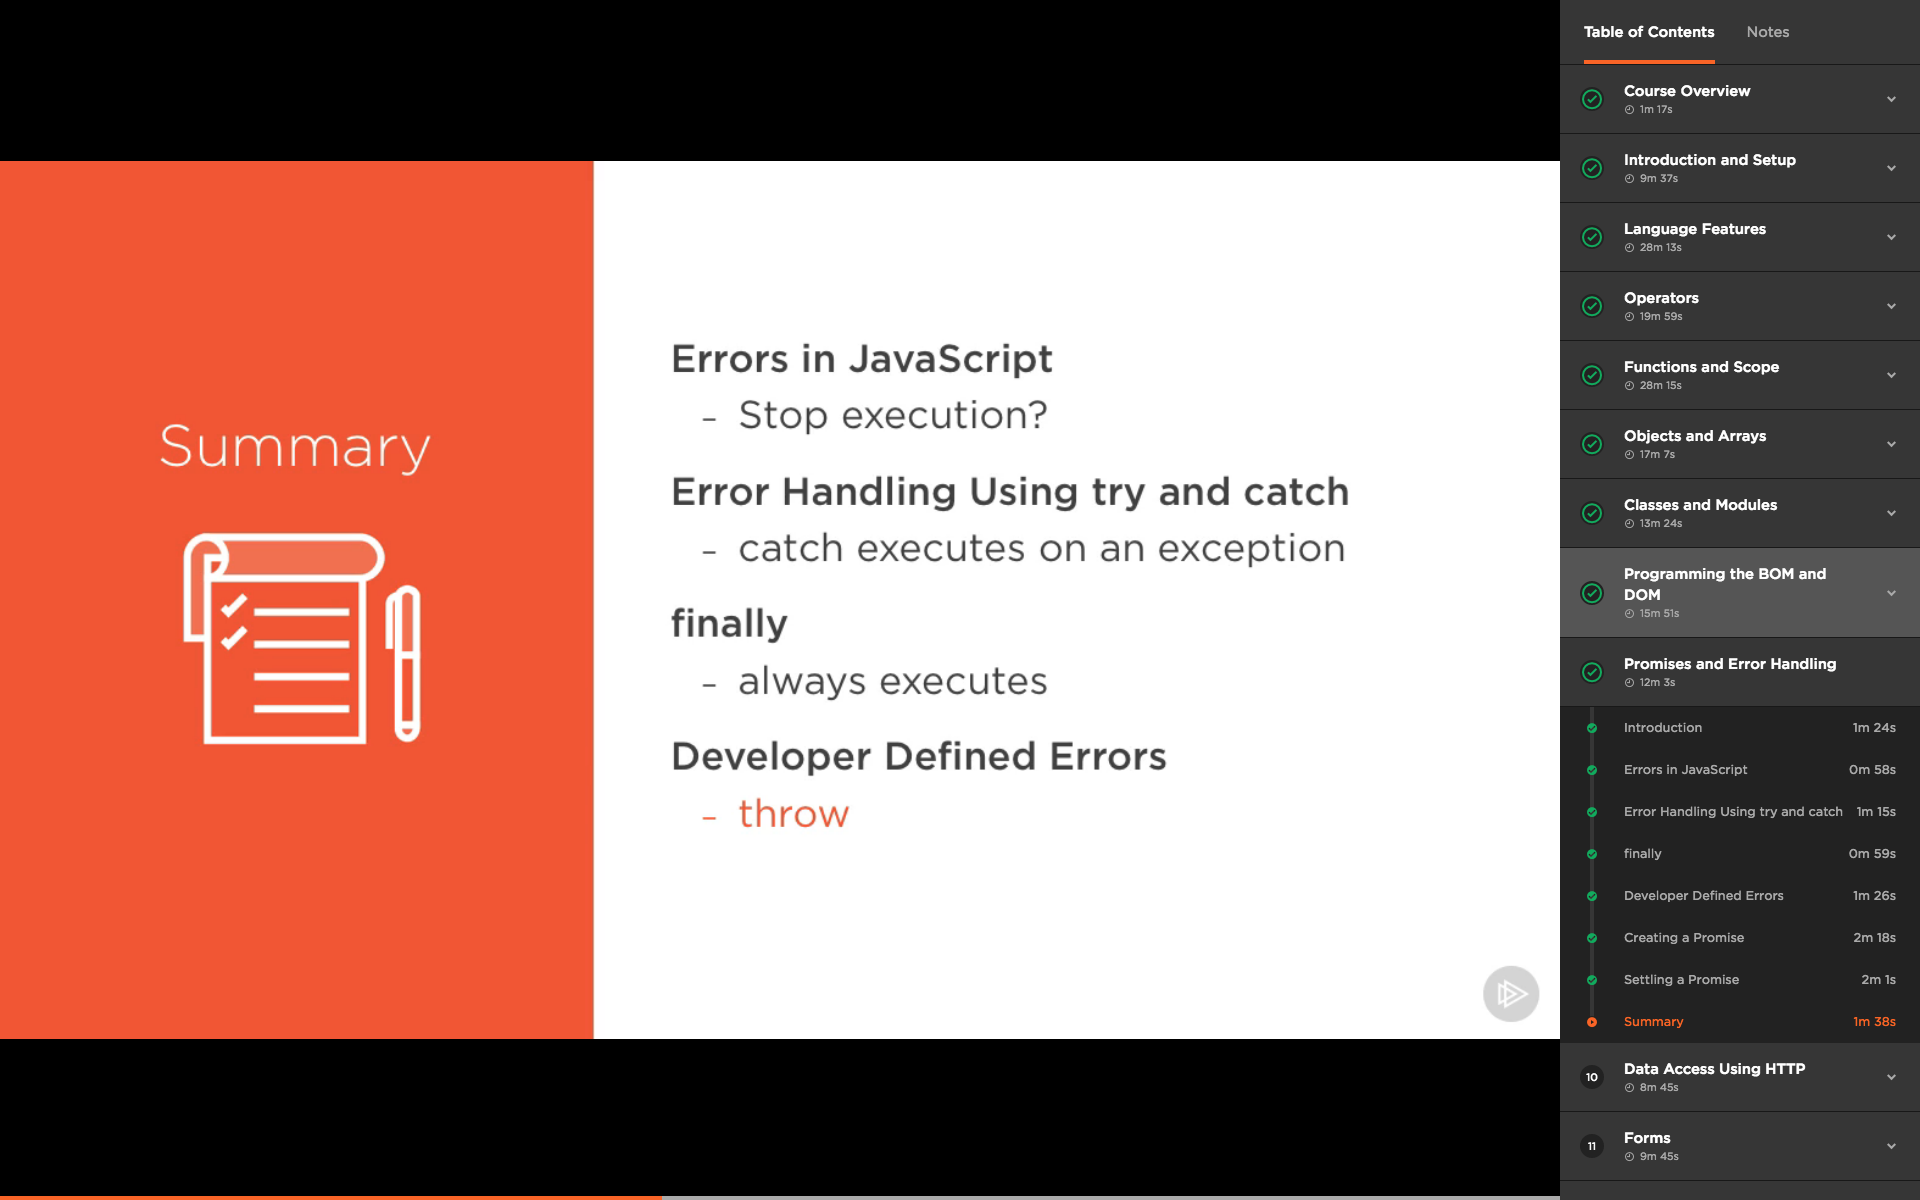 Summary
Errors in JavaScript
– Stop execution?
Error Handling Using try and catch
– catch executes on an exception
finally
– always executes
Developer Defined Errors
– throw
Table of Contents
Notes
Course Overview
1m 17s
Introduction and Setup
9m 37s
Language Features
28m 13s
Operators
19m 59s
Functions and Scope
28m 15s
Objects and Arrays
17m 7s
Classes and Modules
13m 24s
Programming the BOM and
DOM
15m 51s
Promises and Error Handling
12m 3s
Introduction 1m 24s
Errors in JavaScript 0m 58s
Error Handling Using try and catch 1m 15s
finally 0m 59s
Developer Defined Errors 1m 26s
Creating a Promise 2m 18s
Settling a Promise 2m 1s
Summary 1m 38s
10 Data Access Using HTTP
8m 45s
11 Forms
9m 45s